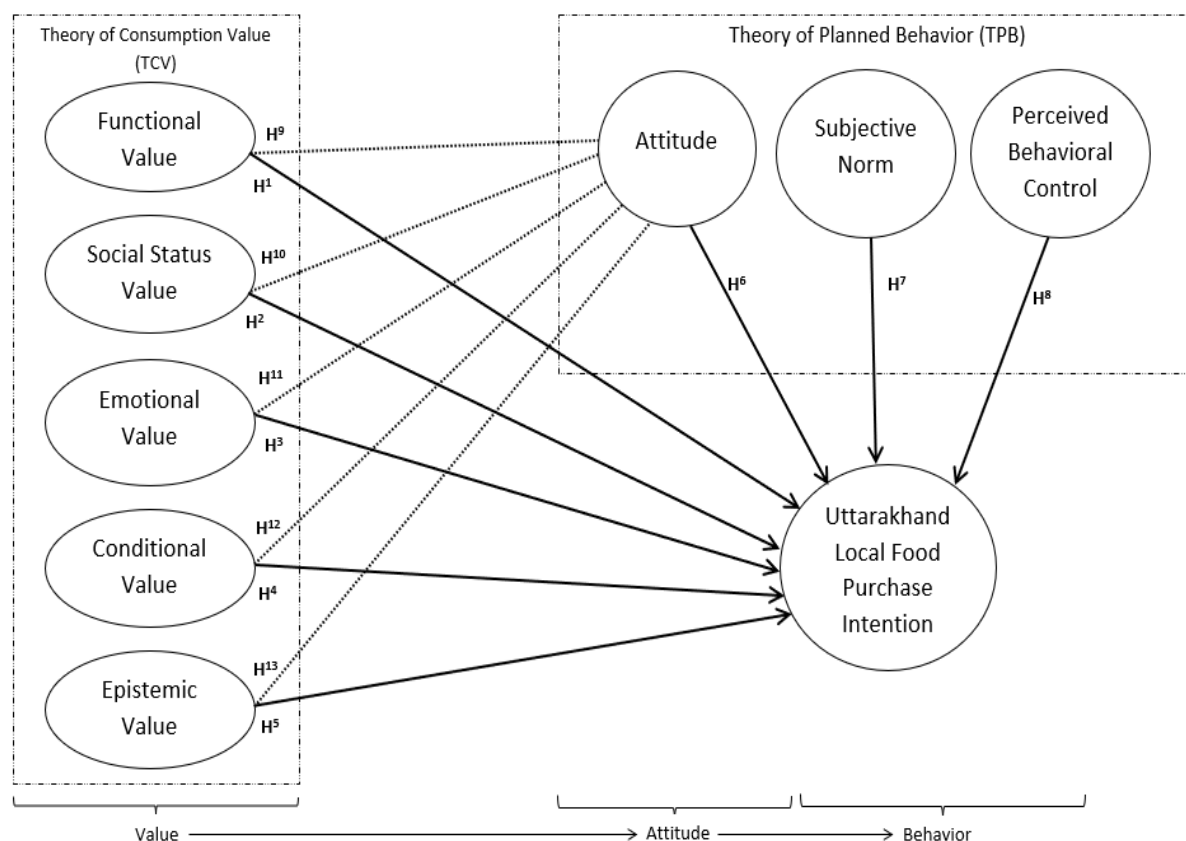 Theory of Consumption Value
(TCV)
Functional
Value
H⁹
H¹
Social Status
Value
H¹⁰
H²
Emotional
Value
H¹¹
H³
Conditional
Value
H¹²
H⁴
Epistemic
Value
H¹³
H⁵
Theory of Planned Behavior (TPB)
Attitude
Subjective
Norm
Perceived
Behavioral
Control
H⁶
H⁷
H⁸
Uttarakhand
Local Food
Purchase
Intention
Value
Attitude
Behavior